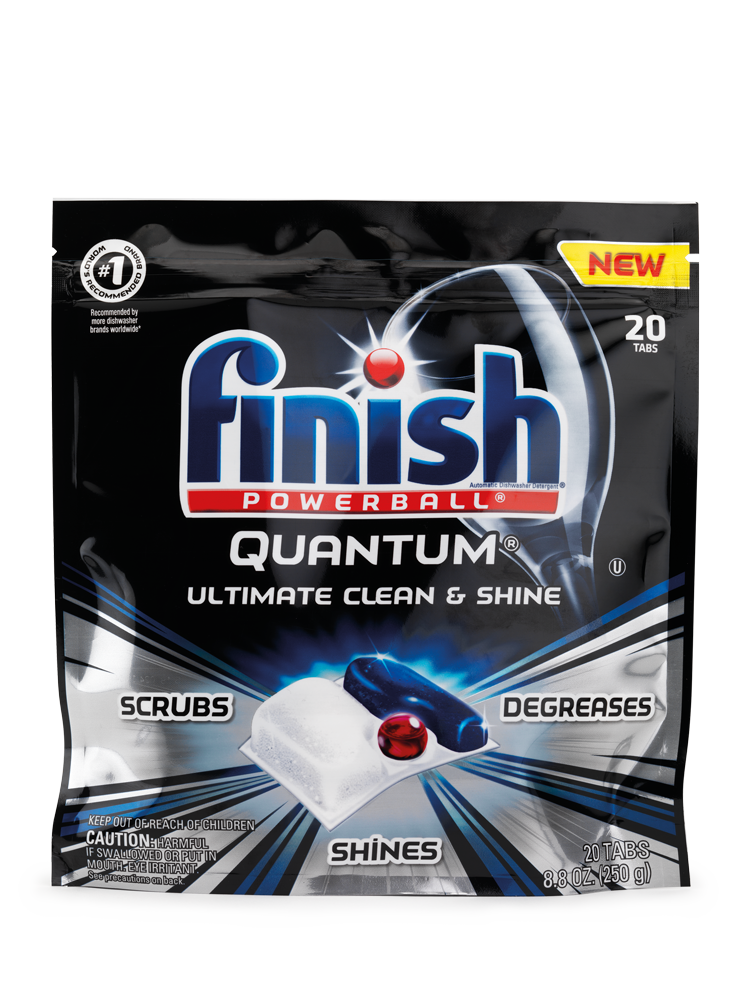 WORLD'S #1 RECOMMENDED BRAND
Recommended by
more dishwasher
brands worldwide*
NEW
20
TABS
finish
Automatic Dishwasher Detergent®
POWERBALL®
QUANTUM®
U
ULTIMATE CLEAN & SHINE
SCRUBS
DEGREASES
SHINES
KEEP OUT OF REACH OF CHILDREN
CAUTION: HARMFUL
IF SWALLOWED OR PUT IN
MOUTH. EYE IRRITANT.
See precautions on back.
20 TABS
8.8 OZ. (250 g)